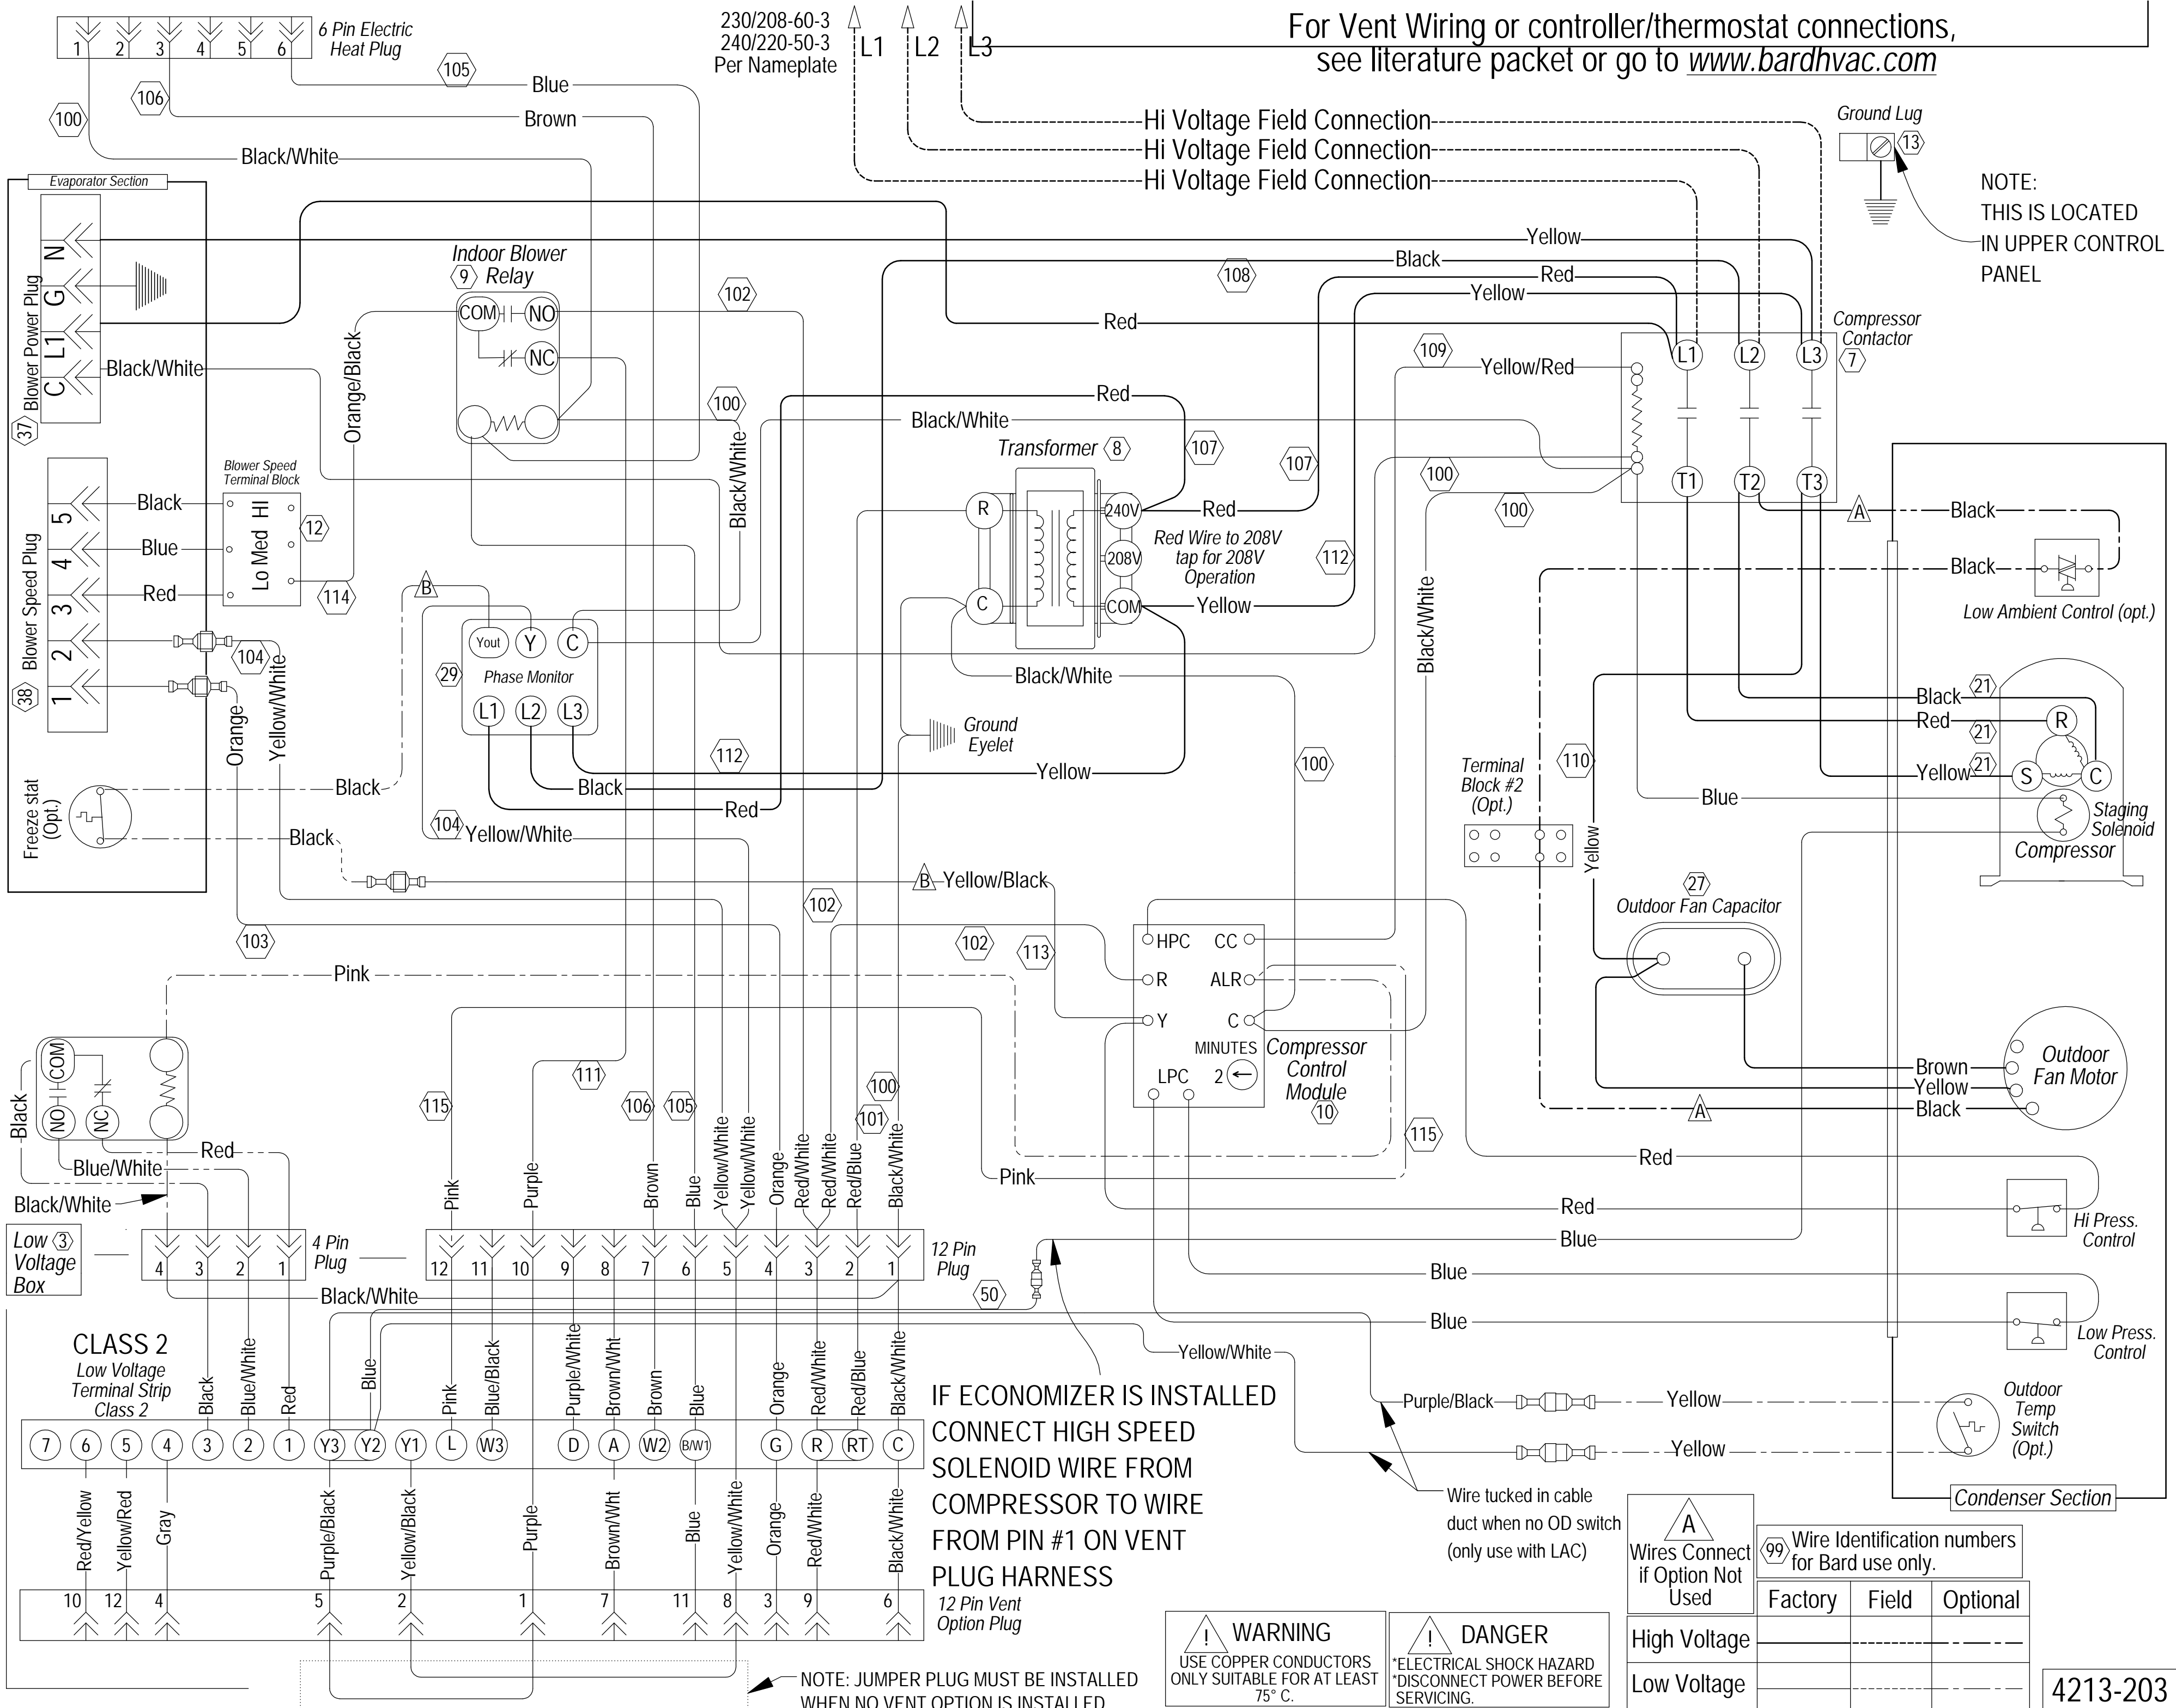 6 Pin Electric
Heat Plug
1 2 3 4 5 6
230/208-60-3
240/220-50-3
Per Nameplate
L1 L2 L3
For Vent Wiring or controller/thermostat connections,
see literature packet or go to www.bardhvac.com
105
Blue
106
Brown
100
Black/White
Hi Voltage Field Connection
Hi Voltage Field Connection
Hi Voltage Field Connection
Ground Lug
13
NOTE:
THIS IS LOCATED
IN UPPER CONTROL
PANEL
Evaporator Section
Blower Power Plug
N
G
L1
C
37
Black/White
Indoor Blower
9 Relay
COM NO
NC
Orange/Black
102
100
Black/White
Yellow
Black
108
Red
Yellow
Red
Compressor
Contactor
7
109
Yellow/Red
L1 L2 L3
T1 T2 T3
Red
Black/White
Transformer 8
107
107
100
100
R
C
240V
208V
COM
Red
Red Wire to 208V
tap for 208V
Operation
Yellow
112
Black/White
Blower Speed Plug
5
4
3
2
1
38
Black
Blue
Red
Blower Speed
Terminal Block
Lo Med HI
12
114
104
Orange
Yellow/White
B
Yout Y C
29
Phase Monitor
L1 L2 L3
112
Black/White
Ground
Eyelet
Yellow
Black
Red
100
A
Black
Black
Low Ambient Control (opt.)
Black
21
Red
21
Yellow
21
R
S
C
Blue
Staging
Solenoid
Compressor
Terminal
Block #2
(Opt.)
110
Yellow
27
Outdoor Fan Capacitor
Freeze stat
(Opt.)
Black
Black
104
Yellow/White
B
Yellow/Black
103
102
102
113
Pink
HPC CC
R ALR
Y C
MINUTES
LPC 2
Compressor
Control
Module
10
115
Outdoor
Fan Motor
Brown
Yellow
Black
A
COM
NO
NC
Black
Red
Blue/White
Black/White
115
111
106
105
100
101
Pink
Purple
Brown
Blue
Yellow/White
Yellow/White
Orange
Red/White
Red/White
Red/Blue
Black/White
Pink
Red
Red
Blue
Hi Press.
Control
Low 3
Voltage
Box
4 3 2 1
4 Pin
Plug
12 11 10 9 8 7 6 5 4 3 2 1
12 Pin
Plug
Black/White
50
Blue
Blue
Low Press.
Control
CLASS 2
Low Voltage
Terminal Strip
Class 2
Black
Blue/White
Red
Blue
Pink
Blue/Black
Purple/White
Brown/Wht
Brown
Blue
Orange
Red/White
Red/Blue
Black/White
Yellow/White
Purple/Black
Yellow
Yellow
Outdoor
Temp
Switch
(Opt.)
7 6 5 4 3 2 1 Y3 Y2 Y1 L W3 D A W2 B/W1 G R RT C
IF ECONOMIZER IS INSTALLED
CONNECT HIGH SPEED
SOLENOID WIRE FROM
COMPRESSOR TO WIRE
FROM PIN #1 ON VENT
PLUG HARNESS
Wire tucked in cable
duct when no OD switch
(only use with LAC)
Condenser Section
Red/Yellow
Yellow/Red
Gray
Purple/Black
Yellow/Black
Purple
Brown/Wht
Blue
Yellow/White
Orange
Red/White
Black/White
10 12 4 5 2 1 7 11 8 3 9 6
12 Pin Vent
Option Plug
NOTE: JUMPER PLUG MUST BE INSTALLED
WHEN NO VENT OPTION IS INSTALLED
! WARNING
USE COPPER CONDUCTORS
ONLY SUITABLE FOR AT LEAST
75° C.
! DANGER
*ELECTRICAL SHOCK HAZARD
*DISCONNECT POWER BEFORE
SERVICING.
A
Wires Connect
if Option Not
Used
99 Wire Identification numbers
for Bard use only.
Factory Field Optional
High Voltage
Low Voltage
4213-203